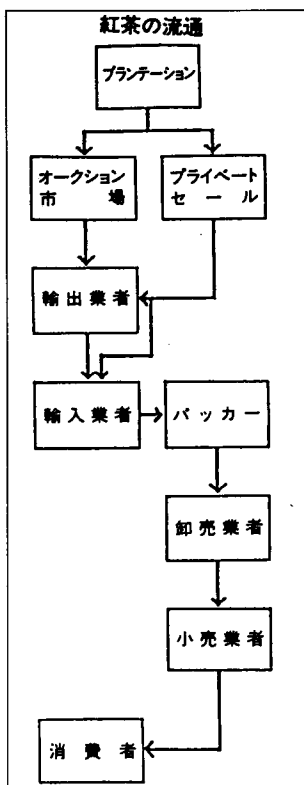 紅茶の流通
プランテーション
オークション
市場
プライベート
セール
輸出業者
輸入業者
パッカー
卸売業者
小売業者
消費者